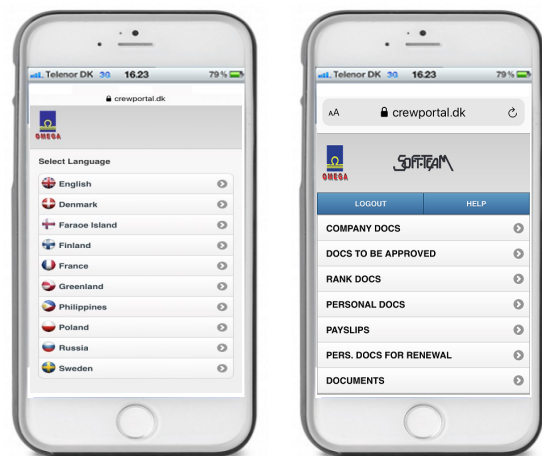 Telenor DK 3G 16.23 79%
crewportal.dk
OMEGA
Select Language
English
Denmark
Faraoe Island
Finland
France
Greenland
Philippines
Poland
Russia
Sweden
Telenor DK 3G 16.23 79%
AA crewportal.dk
OMEGA SOFT-TEAM
LOGOUT HELP
COMPANY DOCS
DOCS TO BE APPROVED
RANK DOCS
PERSONAL DOCS
PAYSLIPS
PERS. DOCS FOR RENEWAL
DOCUMENTS